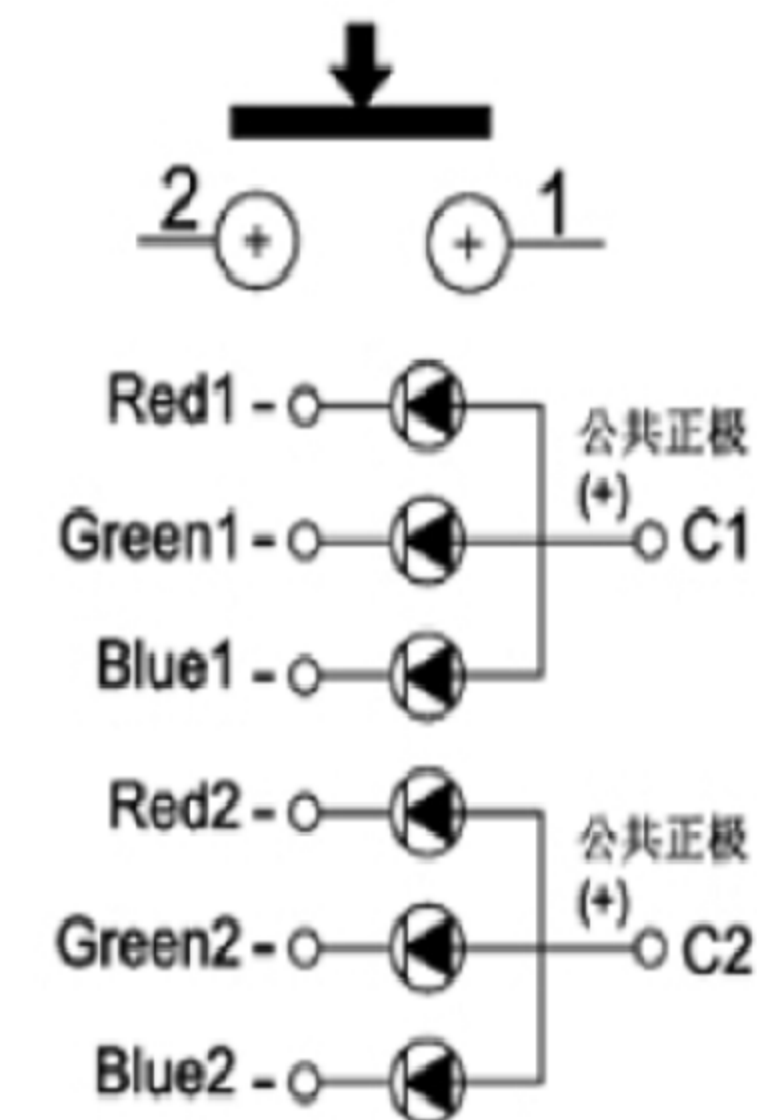 2 1
Red1 -
公共正极
(+)
Green1 - C1
Blue1 -
Red2 -
公共正极
(+)
Green2 - C2
Blue2 -